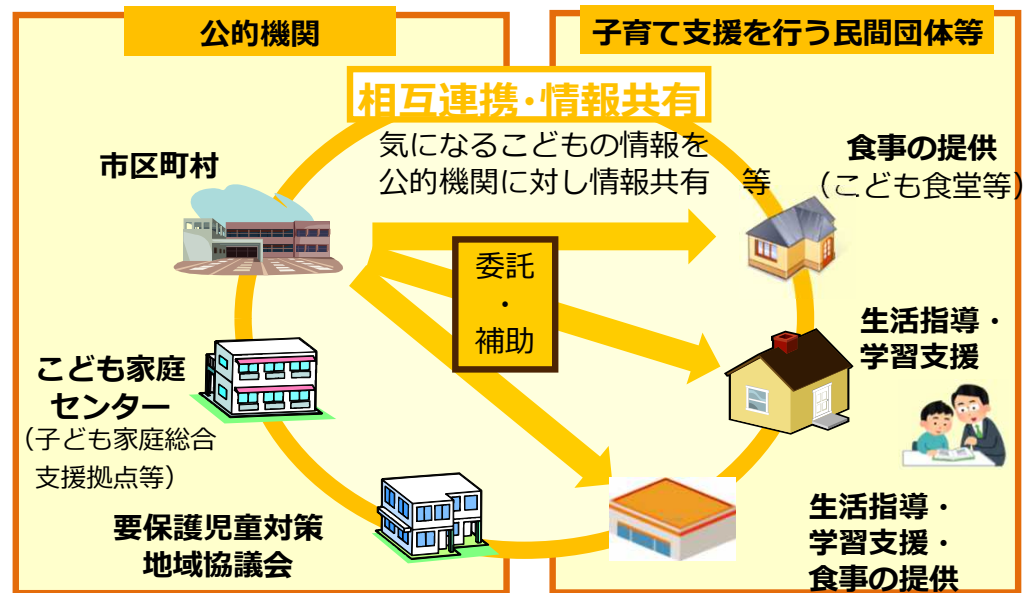 公的機関
子育て支援を行う民間団体等
相互連携・情報共有
気になるこどもの情報を
公的機関に対し情報共有　等
市区町村
食事の提供
（こども食堂等）
委託
・
補助
生活指導・
学習支援
こども家庭
センター
（子ども家庭総合
支援拠点等）
要保護児童対策
地域協議会
生活指導・
学習支援・
食事の提供